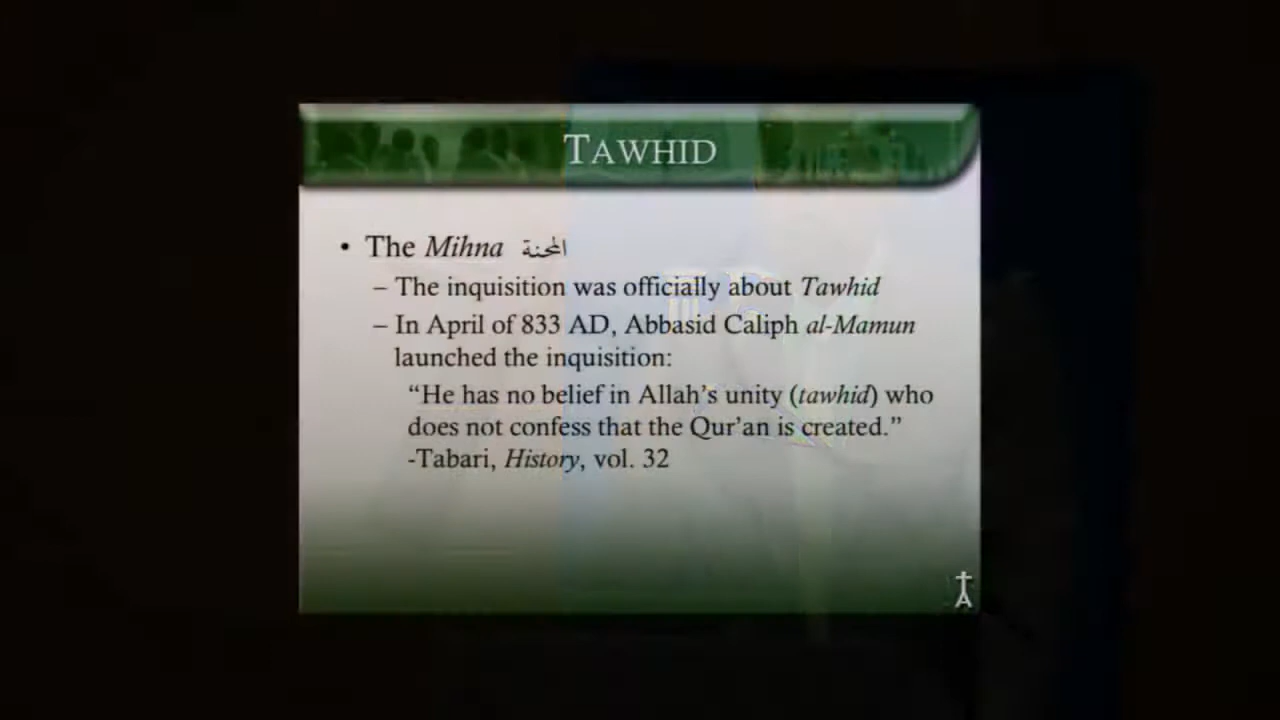 TAWHID
• The Mihna المحنة
– The inquisition was officially about Tawhid
– In April of 833 AD, Abbasid Caliph al-Mamun
launched the inquisition:
“He has no belief in Allah’s unity (tawhid) who
does not confess that the Qur’an is created.”
-Tabari, History, vol. 32